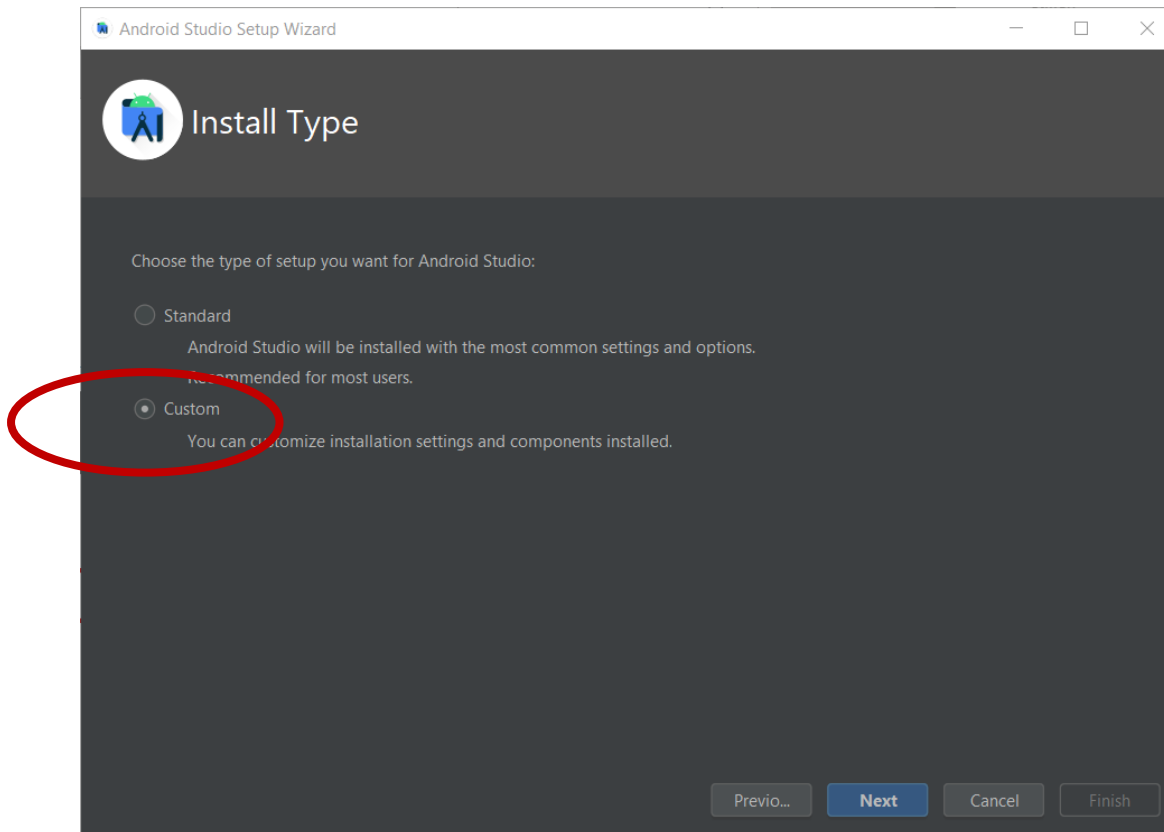 Android Studio Setup Wizard
Install Type
Choose the type of setup you want for Android Studio:
Standard
Android Studio will be installed with the most common settings and options.
Recommended for most users.
Custom
You can customize installation settings and components installed.
Previo... Next Cancel Finish